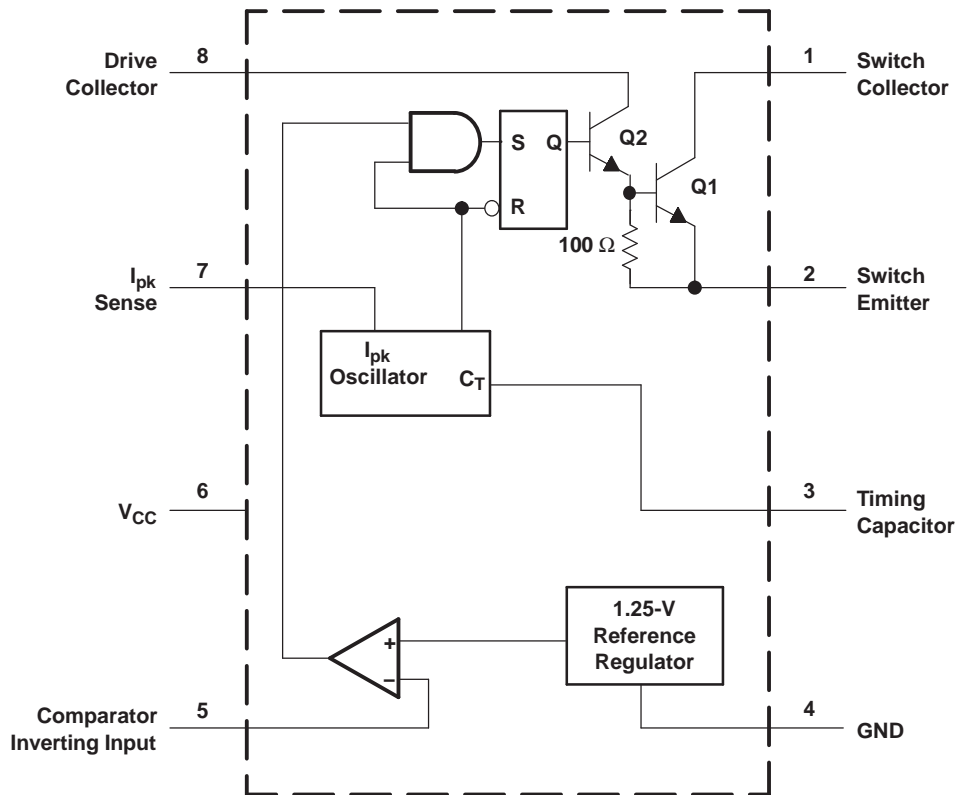 Drive
Collector
8
1
Switch
Collector
S
Q
Q2
Q1
R
100 Ω
Ipk
Sense
7
2
Switch
Emitter
Ipk
Oscillator
CT
6
VCC
3
Timing
Capacitor
1.25-V
Reference
Regulator
+
−
Comparator
Inverting Input
5
4
GND